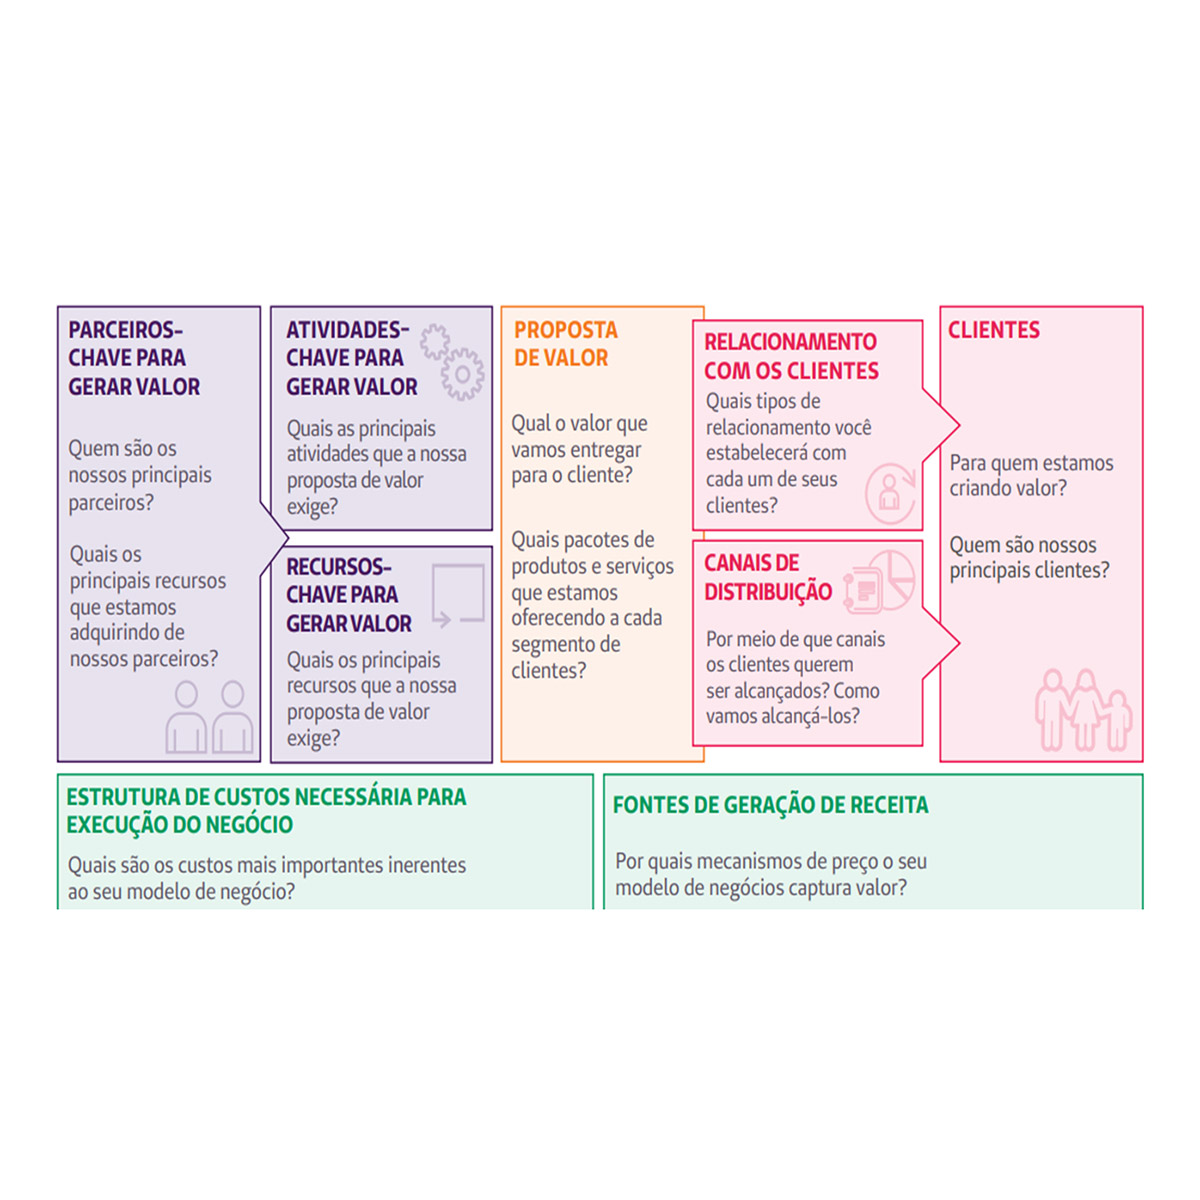 PARCEIROS-
CHAVE PARA
GERAR VALOR
Quem são os
nossos principais
parceiros?
Quais os
principais recursos
que estamos
adquirindo de
nossos parceiros?
ATIVIDADES-
CHAVE PARA
GERAR VALOR
Quais as principais
atividades que a nossa
proposta de valor
exige?
RECURSOS-
CHAVE PARA
GERAR VALOR
Quais os principais
recursos que a nossa
proposta de valor
exige?
PROPOSTA
DE VALOR
Qual o valor que
vamos entregar
para o cliente?
Quais pacotes de
produtos e serviços
que estamos
oferecendo a cada
segmento de
clientes?
RELACIONAMENTO
COM OS CLIENTES
Quais tipos de
relacionamento você
estabelecerá com
cada um de seus
clientes?
CANAIS DE
DISTRIBUIÇÃO
Por meio de que canais
os clientes querem
ser alcançados? Como
vamos alcançá-los?
CLIENTES
Para quem estamos
criando valor?
Quem são nossos
principais clientes?
ESTRUTURA DE CUSTOS NECESSÁRIA PARA
EXECUÇÃO DO NEGÓCIO
Quais são os custos mais importantes inerentes
ao seu modelo de negócio?
FONTES DE GERAÇÃO DE RECEITA
Por quais mecanismos de preço o seu
modelo de negócios captura valor?